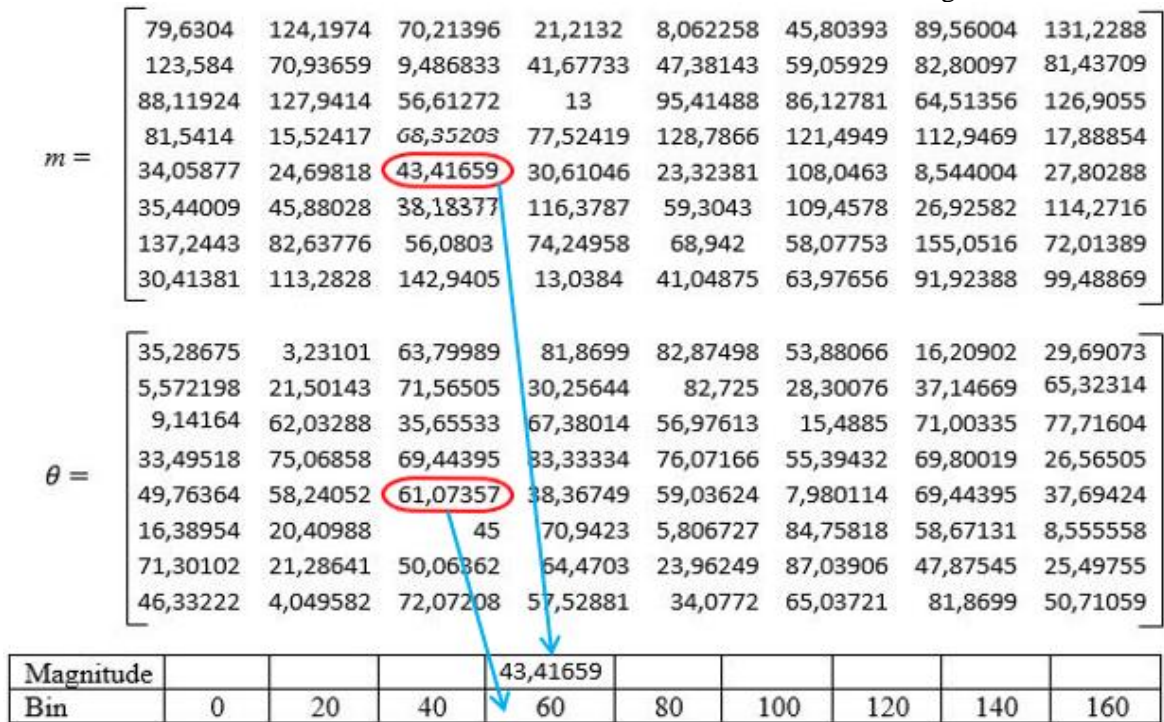 79,6304 124,1974 70,21396 21,2132 8,062258 45,80393 89,56004 131,2288
123,584 70,93659 9,486833 41,67733 47,38143 59,05929 82,80097 81,43709
88,11924 127,9414 56,61272 13 95,41488 86,12781 64,51356 126,9055
81,5414 15,52417 68,35203 77,52419 128,7866 121,4949 112,9469 17,88854
m = 34,05877 24,69818 43,41659 30,61046 23,32381 108,0463 8,544004 27,80288
35,44009 45,88028 38,18377 116,3787 59,3043 109,4578 26,92582 114,2716
137,2443 82,63776 56,0803 74,24958 68,942 58,07753 155,0516 72,01389
30,41381 113,2828 142,9405 13,0384 41,04875 63,97656 91,92388 99,48869
35,28675 3,23101 63,79989 81,8699 82,87498 53,88066 16,20902 29,69073
5,572198 21,50143 71,56505 30,25644 82,725 28,30076 37,14669 65,32314
9,14164 62,03288 35,65533 67,38014 56,97613 15,4885 71,00335 77,71604
33,49518 75,06858 69,44395 33,33334 76,07166 55,39432 69,80019 26,56505
θ = 49,76364 58,24052 61,07357 38,36749 59,03624 7,980114 69,44395 37,69424
16,38954 20,40988 45 70,9423 5,806727 84,75818 58,67131 8,555558
71,30102 21,28641 50,06362 64,4703 23,96249 87,03906 47,87545 25,49755
46,33222 4,049582 72,07208 57,52881 34,0772 65,03721 81,8699 50,71059
Magnitude 43,41659
Bin 0 20 40 60 80 100 120 140 160